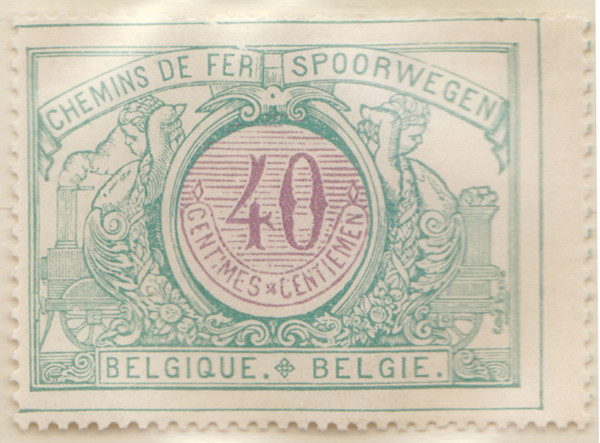 CHEMINS DE FER SPOORWEGEN
40
CENTIMES CENTIEMEN
BELGIQUE. BELGIE.